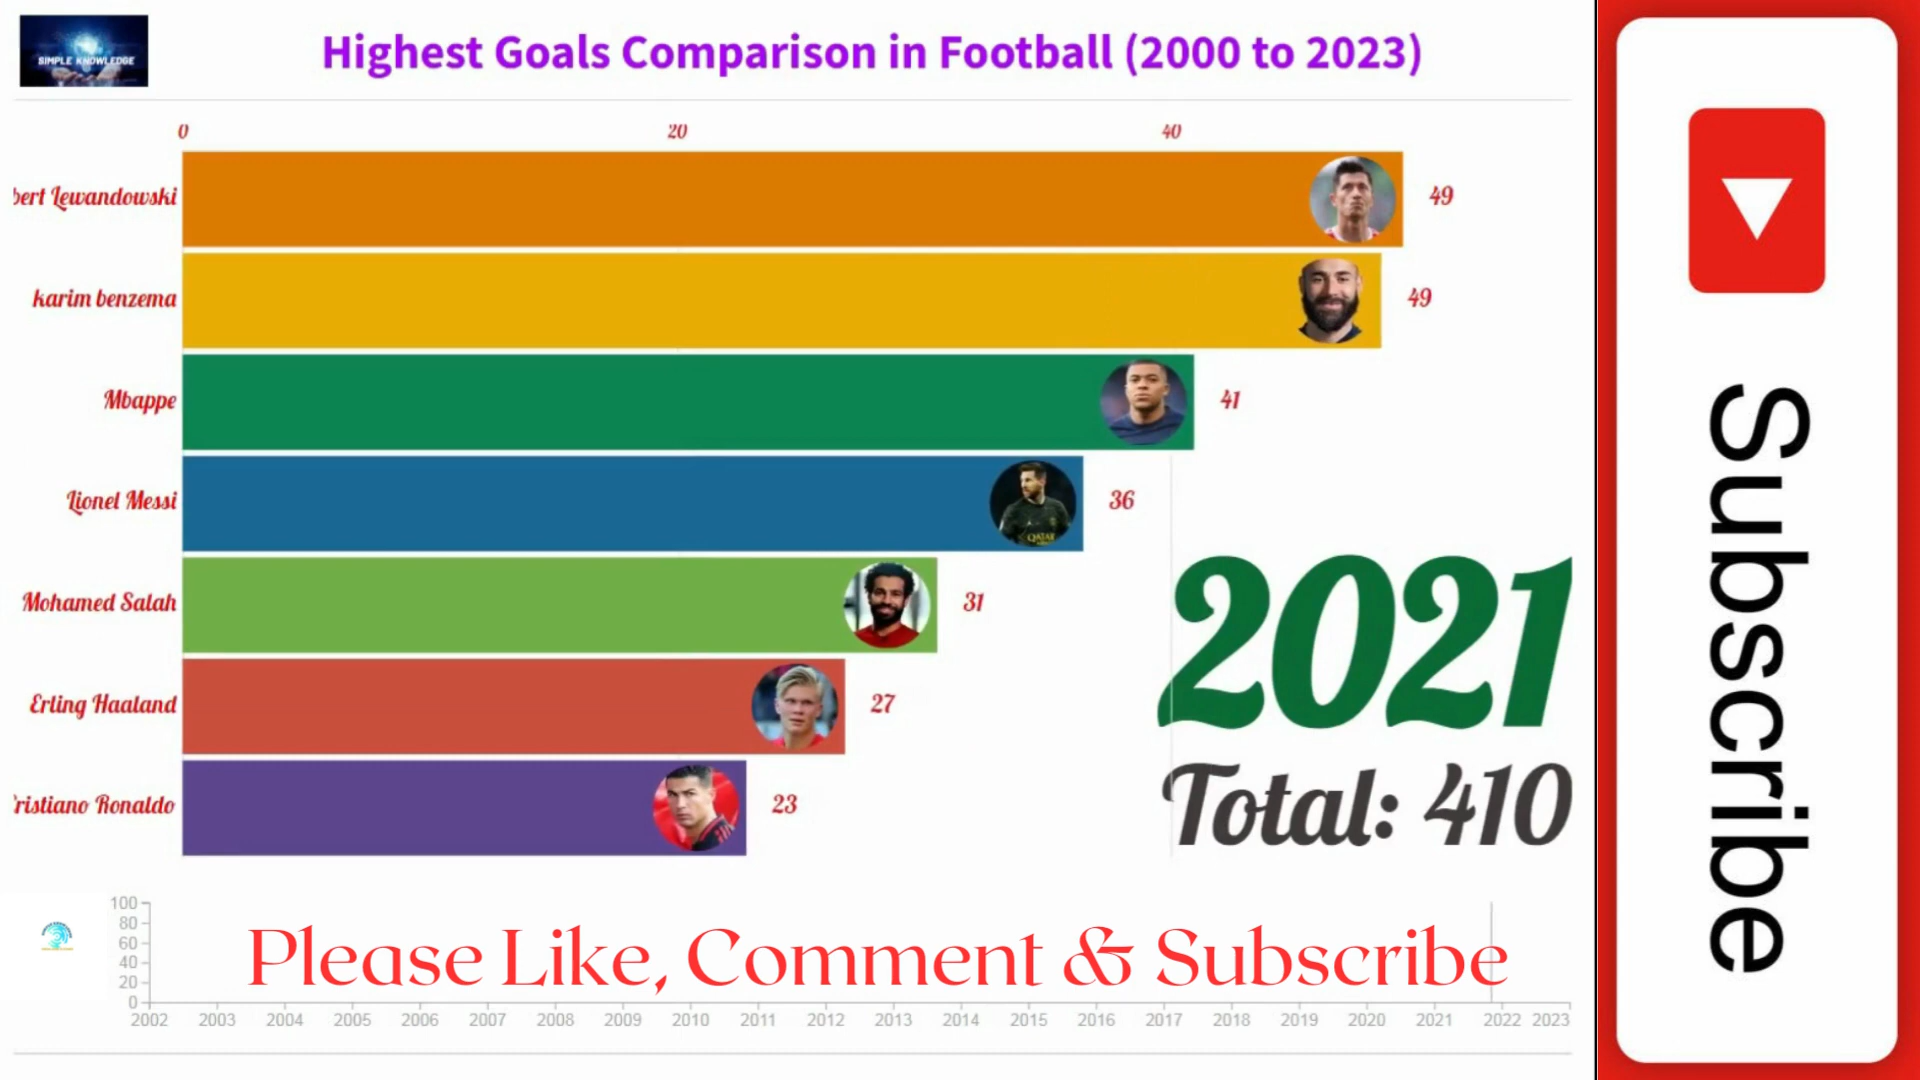 SIMPLE KNOWLEDGE
Highest Goals Comparison in Football (2000 to 2023)
0 20 40
bert Lewandowski 49
karim benzema 49
Mbappe 41
Lionel Messi 36
QATAR
Mohamed Salah 31
Erling Haaland 27
ristiano Ronaldo 23
2021
Total: 410
100
80
60
40
20
0
Please Like, Comment & Subscribe
2002 2003 2004 2005 2006 2007 2008 2009 2010 2011 2012 2013 2014 2015 2016 2017 2018 2019 2020 2021 2022 2023
Subscribe